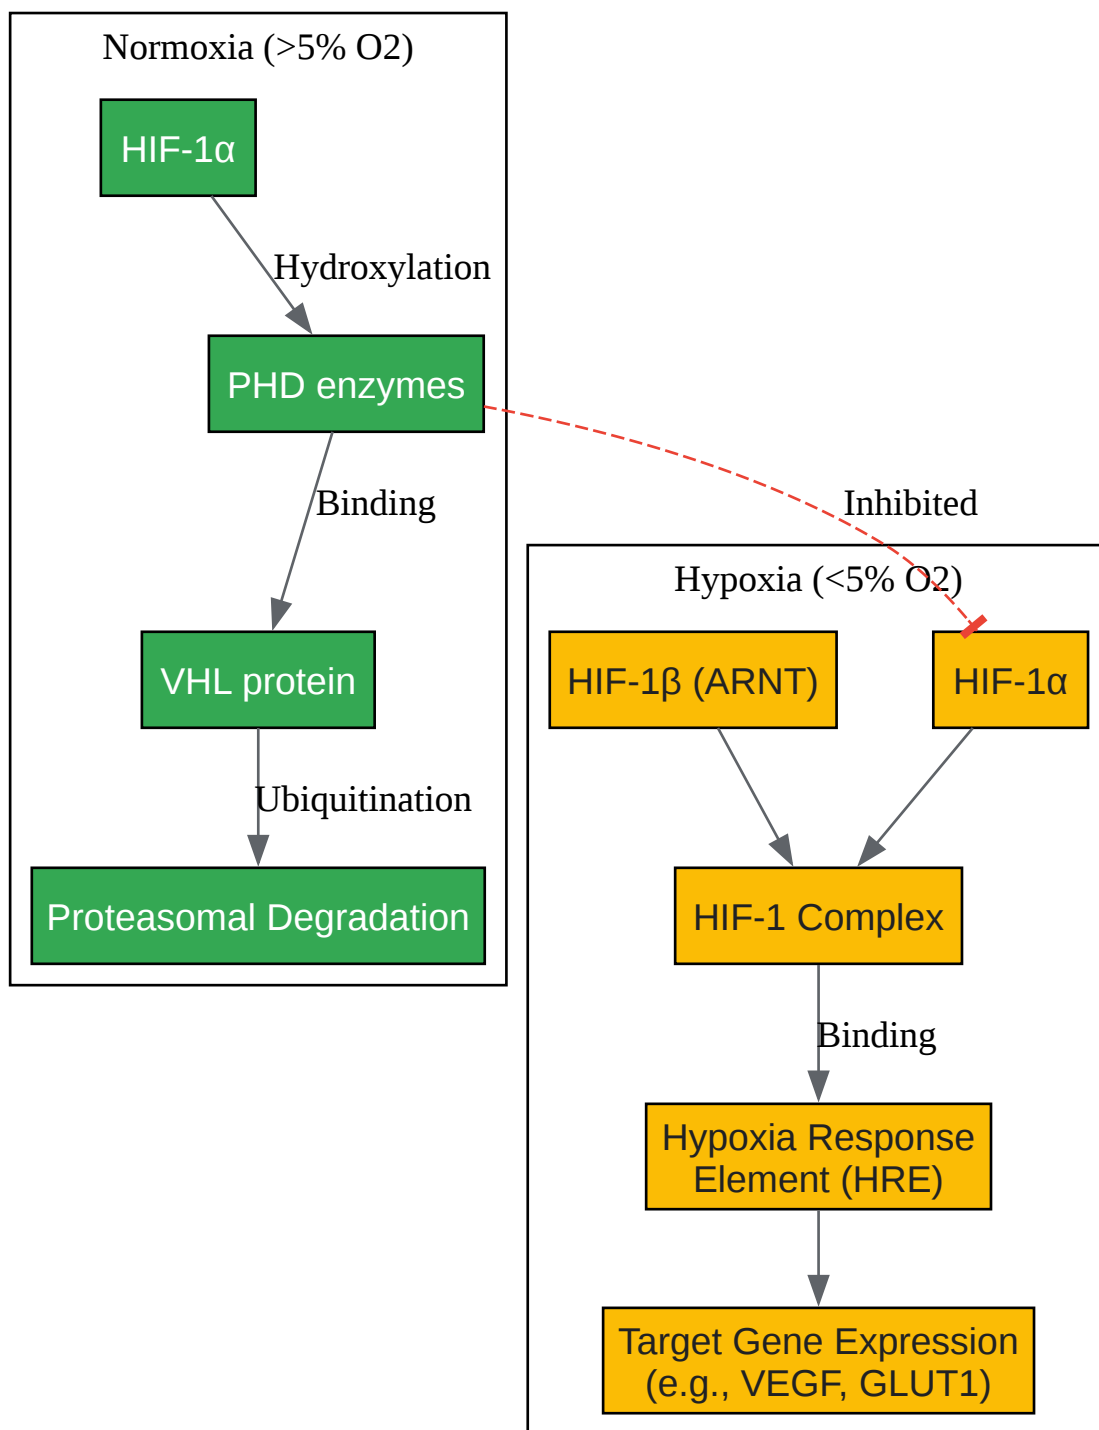 Normoxia (>5% O2)
HIF-1α
Hydroxylation
PHD enzymes
Binding
VHL protein
Ubiquitination
Proteasomal Degradation
Inhibited
Hypoxia (<5% O2)
HIF-1β (ARNT)
HIF-1α
HIF-1 Complex
Binding
Hypoxia Response
Element (HRE)
Target Gene Expression
(e.g., VEGF, GLUT1)